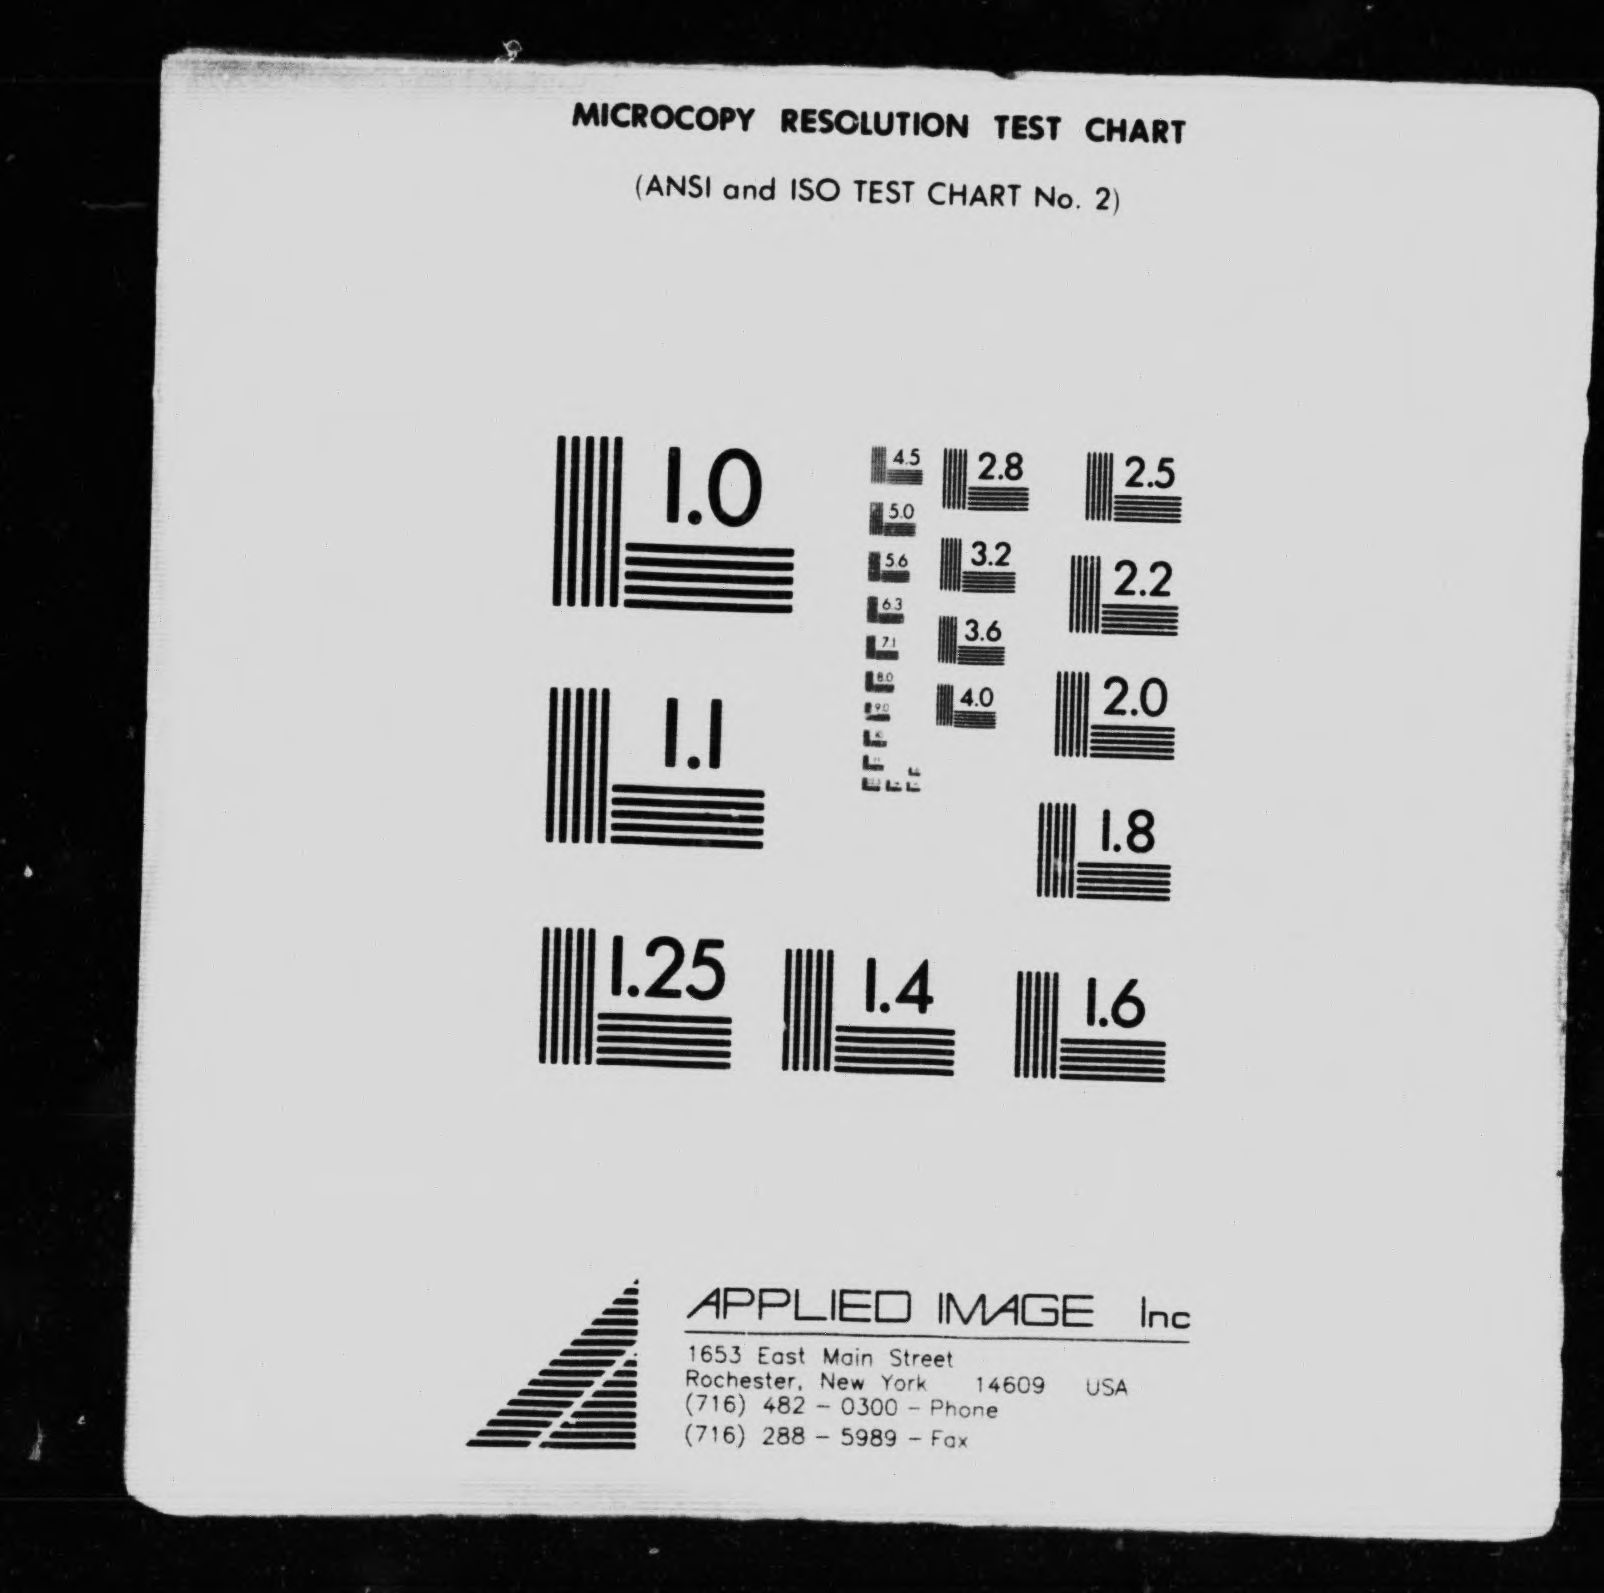 MICROCOPY RESOLUTION TEST CHART
(ANSI and ISO TEST CHART No. 2)
1.0
4.5
2.8
2.5
5.0
3.2
2.2
5.6
6.3
3.6
7.1
1.1
8.0
4.0
2.0
9.0
1.8
1.25
1.4
1.6
APPLIED IMAGE Inc
1653 East Main Street
Rochester, New York 14609 USA
(716) 482 - 0300 - Phone
(716) 288 - 5989 - Fax